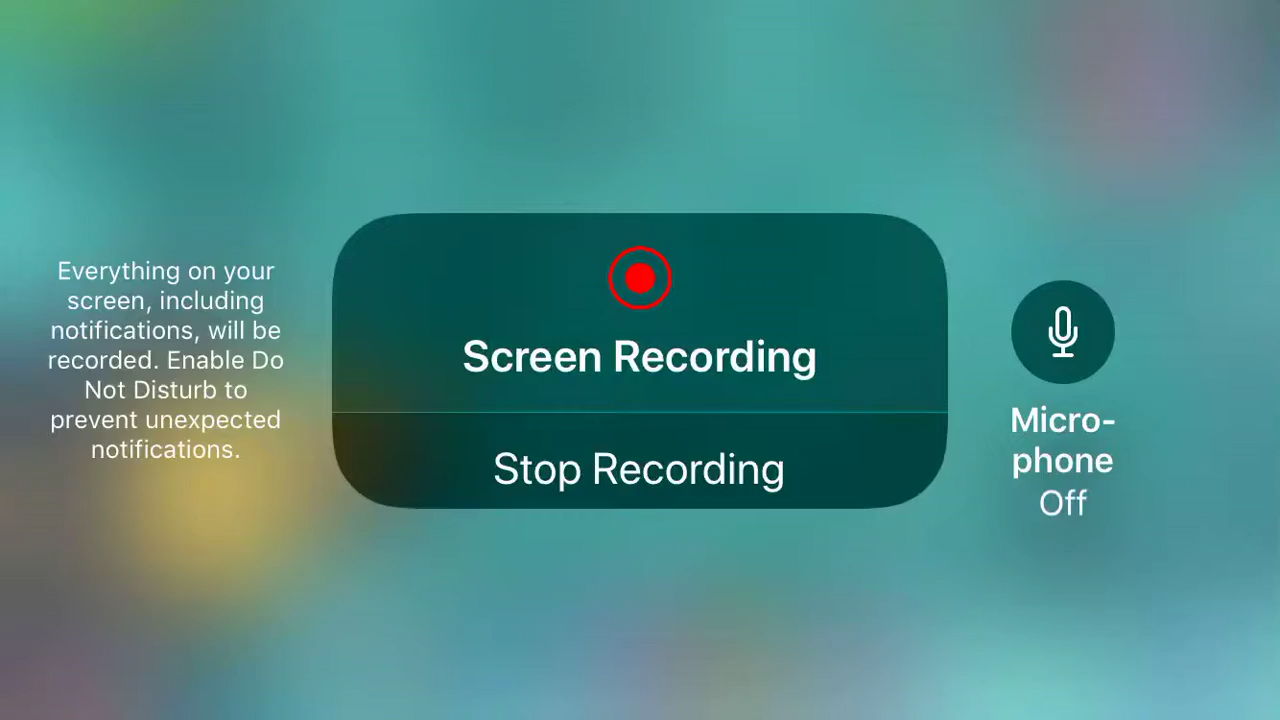 Everything on your
screen, including
notifications, will be
recorded. Enable Do
Not Disturb to
prevent unexpected
notifications.
Screen Recording
Stop Recording
Micro-
phone
Off